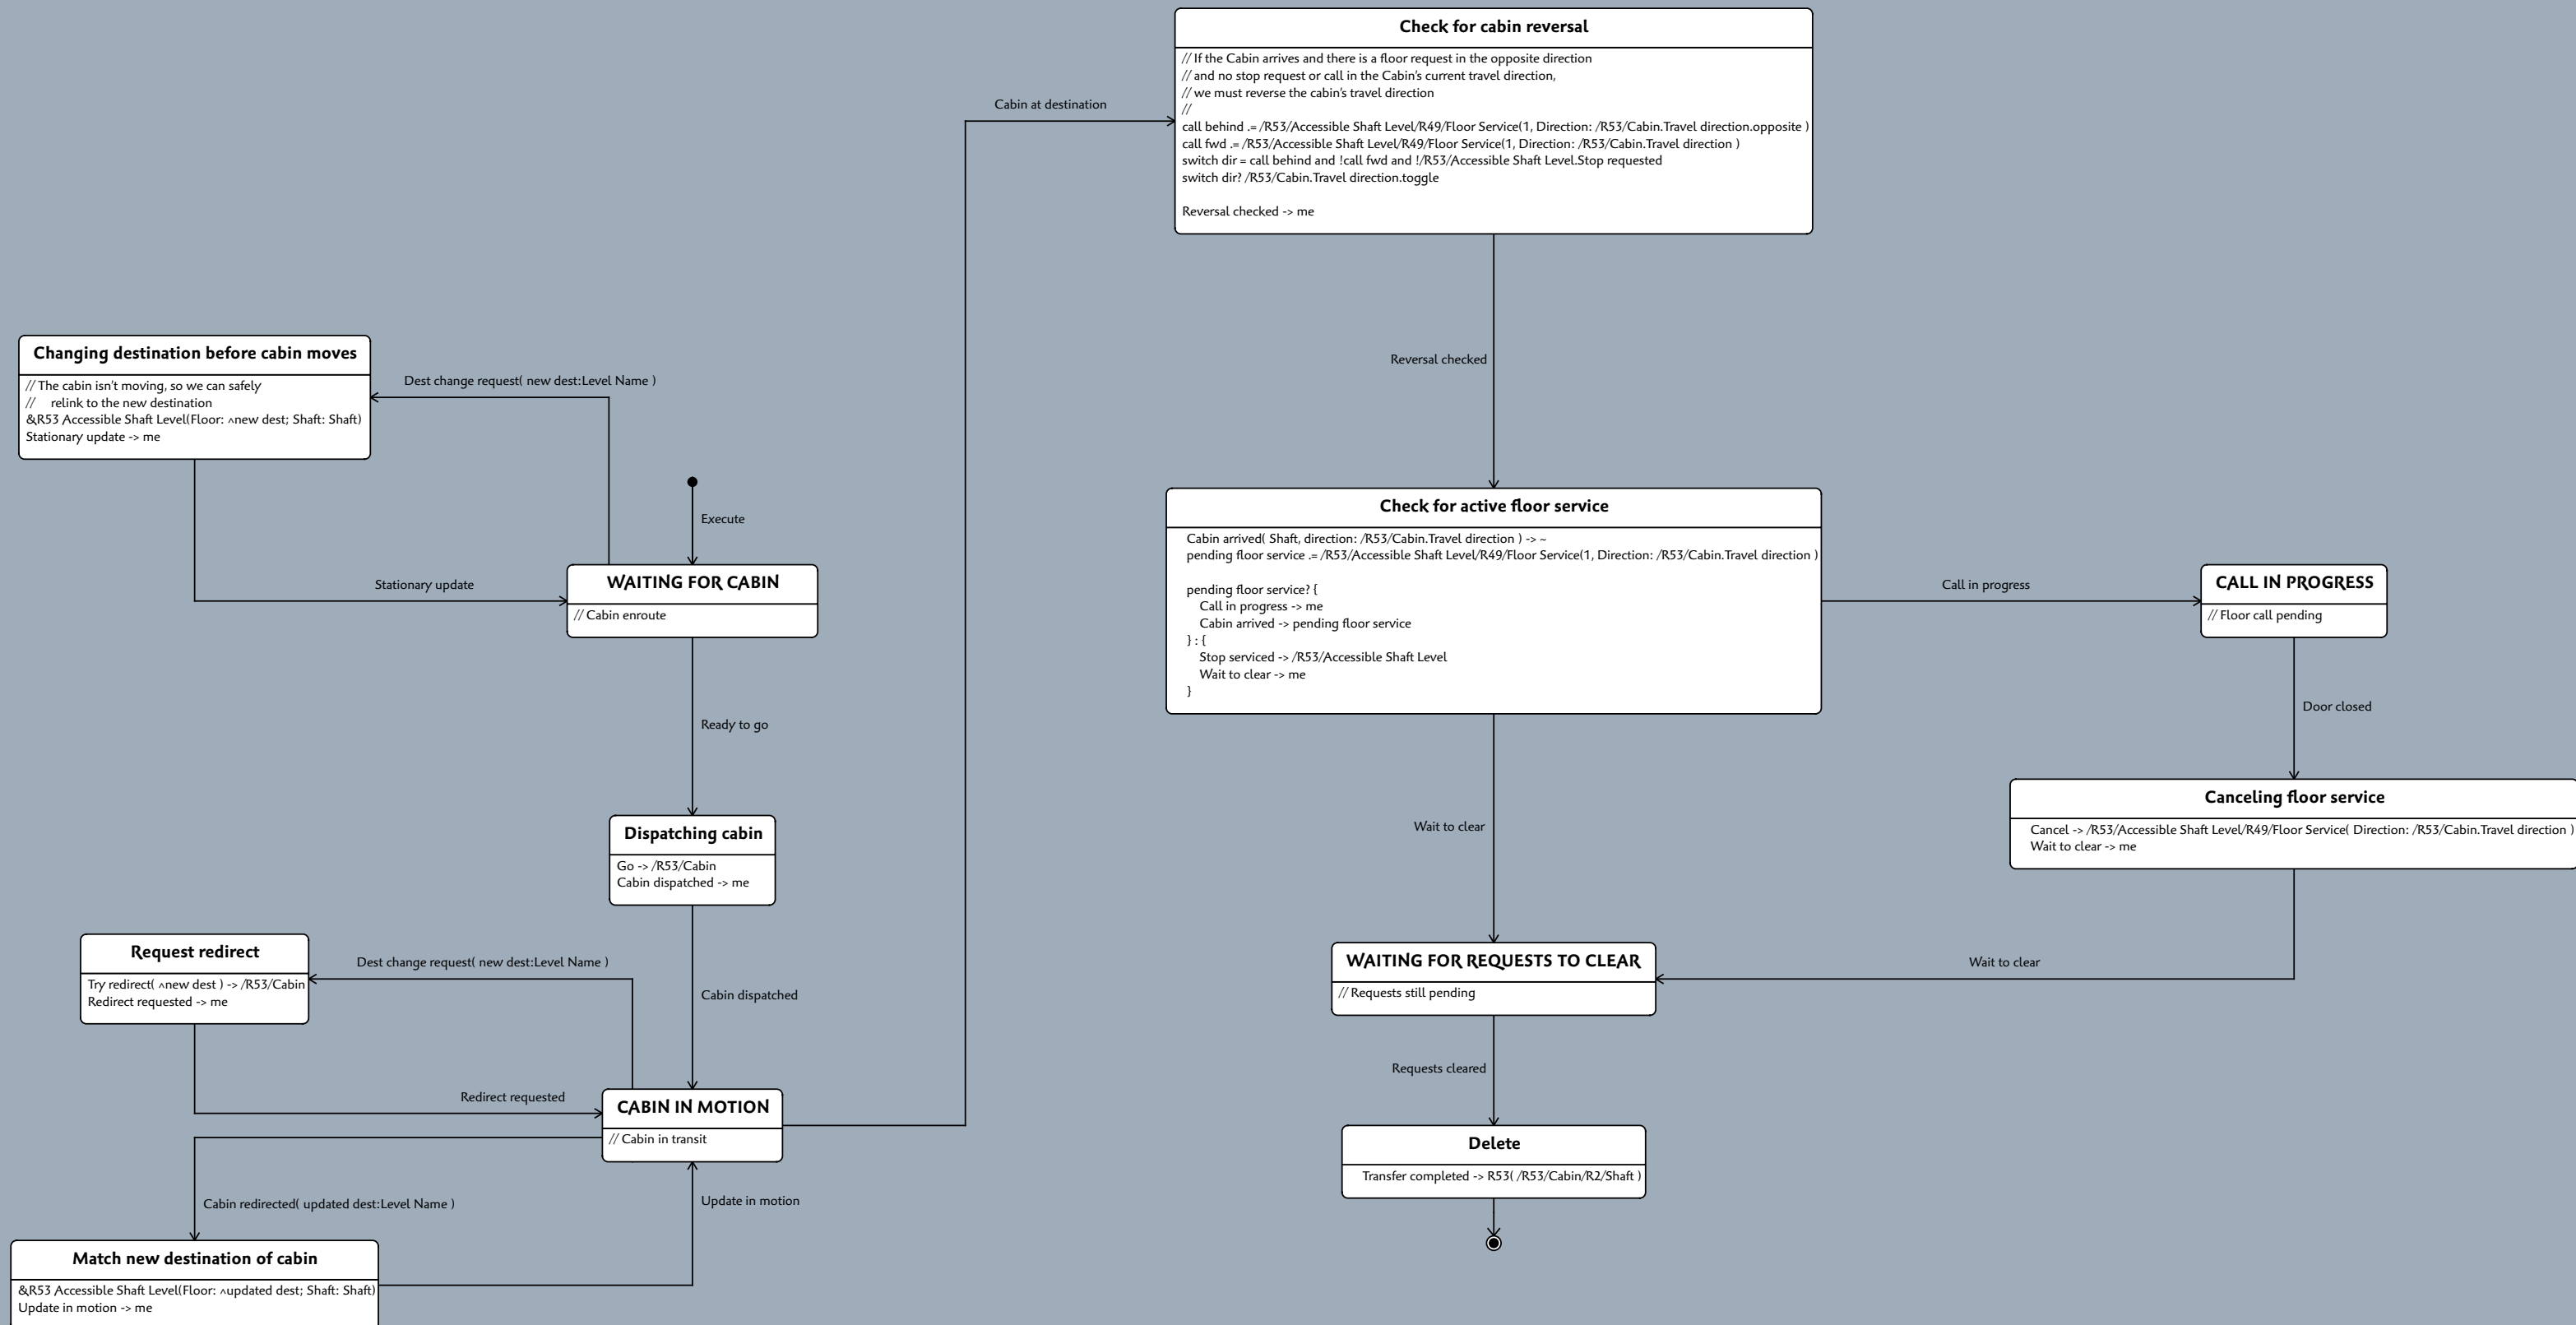 Check for cabin reversal
// If the Cabin arrives and there is a floor request in the opposite direction
// and no stop request or call in the Cabin's current travel direction,
// we must reverse the cabin's travel direction
//
call behind .= /R53/Accessible Shaft Level/R49/Floor Service(1, Direction: /R53/Cabin.Travel direction.opposite )
call fwd .= /R53/Accessible Shaft Level/R49/Floor Service(1, Direction: /R53/Cabin.Travel direction )
switch dir = call behind and !call fwd and !/R53/Accessible Shaft Level.Stop requested
switch dir? /R53/Cabin.Travel direction.toggle
Reversal checked -> me
Cabin at destination
Reversal checked
Changing destination before cabin moves
// The cabin isn't moving, so we can safely
// relink to the new destination
&R53 Accessible Shaft Level(Floor: ^new dest; Shaft: Shaft)
Stationary update -> me
Dest change request( new dest:Level Name )
Execute
Stationary update
WAITING FOR CABIN
// Cabin enroute
Ready to go
Check for active floor service
Cabin arrived( Shaft, direction: /R53/Cabin.Travel direction ) -> ~
pending floor service .= /R53/Accessible Shaft Level/R49/Floor Service(1, Direction: /R53/Cabin.Travel direction )
pending floor service? {
Call in progress -> me
Cabin arrived -> pending floor service
} : {
Stop serviced -> /R53/Accessible Shaft Level
Wait to clear -> me
}
Call in progress
CALL IN PROGRESS
// Floor call pending
Door closed
Canceling floor service
Cancel -> /R53/Accessible Shaft Level/R49/Floor Service( Direction: /R53/Cabin.Travel direction )
Wait to clear -> me
Wait to clear
Wait to clear
Dispatching cabin
Go -> /R53/Cabin
Cabin dispatched -> me
Cabin dispatched
Request redirect
Try redirect( ^new dest ) -> /R53/Cabin
Redirect requested -> me
Dest change request( new dest:Level Name )
Redirect requested
CABIN IN MOTION
// Cabin in transit
Cabin redirected( updated dest:Level Name )
Update in motion
Match new destination of cabin
&R53 Accessible Shaft Level(Floor: ^updated dest; Shaft: Shaft)
Update in motion -> me
WAITING FOR REQUESTS TO CLEAR
// Requests still pending
Requests cleared
Delete
Transfer completed -> R53( /R53/Cabin/R2/Shaft )